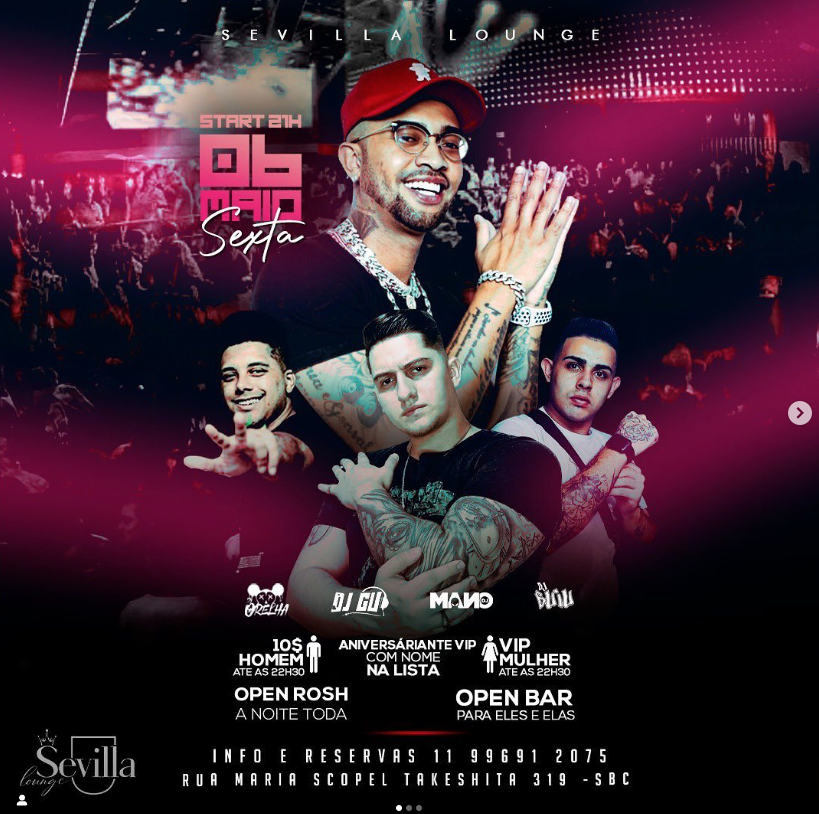 SEVILLA LOUNGE
START 21H
06
MAIO
Sexta
ORELHA
DJ GU
MANO DJ
DJ
10$
HOMEM
ATE AS 22H30
ANIVERSÁRIANTE VIP
COM NOME
NA LISTA
VIP
MULHER
ATE AS 22H30
OPEN ROSH
A NOITE TODA
OPEN BAR
PARA ELES E ELAS
Sevilla
lounge
INFO E RESERVAS 11 99691 2075
RUA MARIA SCOPEL TAKESHITA 319 -SBC